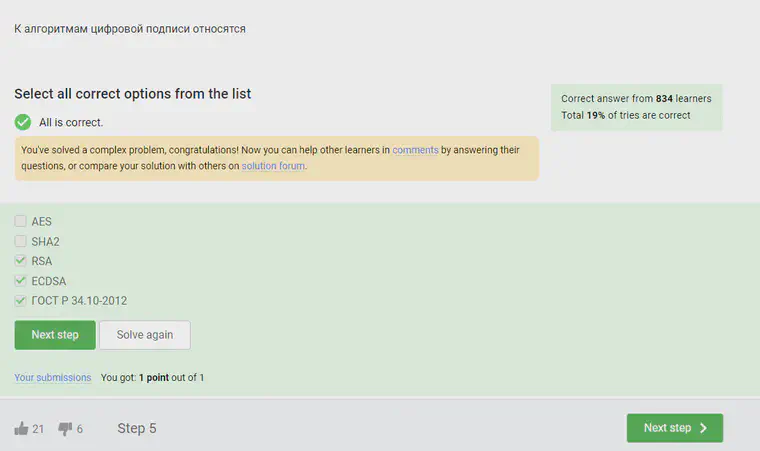 К алгоритмам цифровой подписи относятся
Select all correct options from the list
Correct answer from 834 learners
Total 19% of tries are correct
All is correct.
You've solved a complex problem, congratulations! Now you can help other learners in comments by answering their
questions, or compare your solution with others on solution forum.
AES
SHA2
RSA
ECDSA
ГОСТ Р 34.10-2012
Next step Solve again
Your submissions You got: 1 point out of 1
21 6 Step 5 Next step